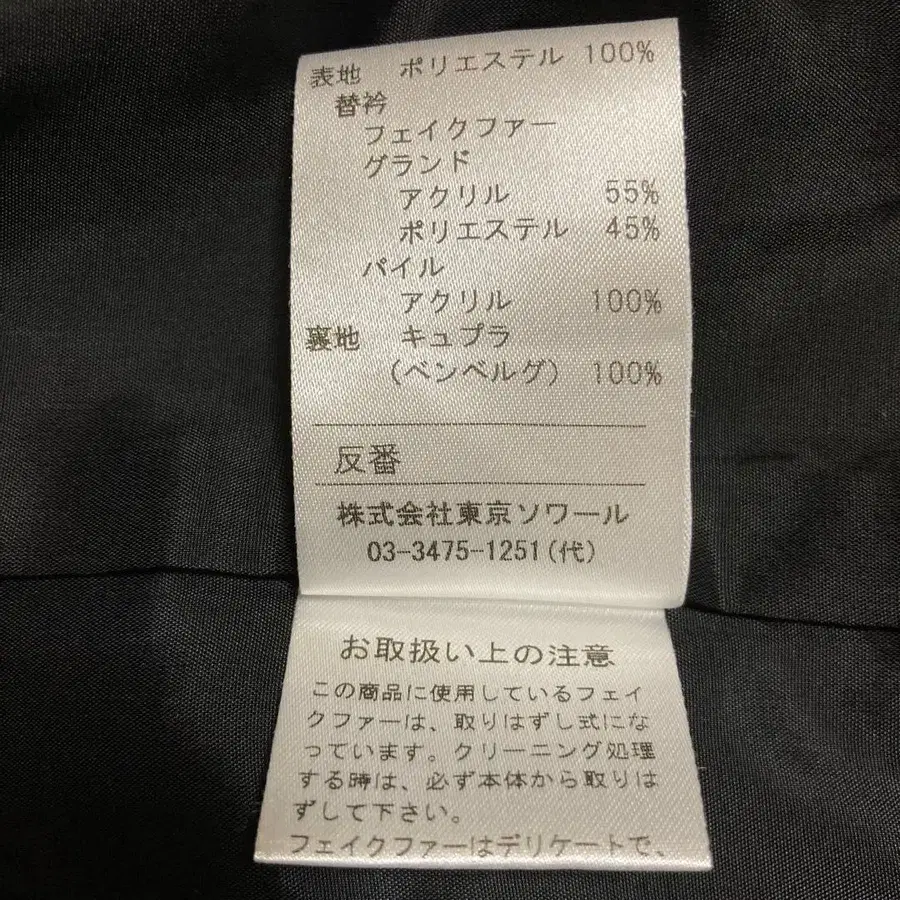 表地 ポリエステル 100%
替衿
フェイクファー
グランド
アクリル 55%
ポリエステル 45%
パイル
アクリル 100%
裏地 キュプラ
(ベンベルグ) 100%
反番
株式会社東京ソワール
03-3475-1251(代)
お取扱い上の注意
この商品に使用しているフェイ
クファーは、取りはずし式にな
っています。クリーニング処理
する時は、必ず本体から取りは
ずして下さい。
フェイクファーはデリケートで、